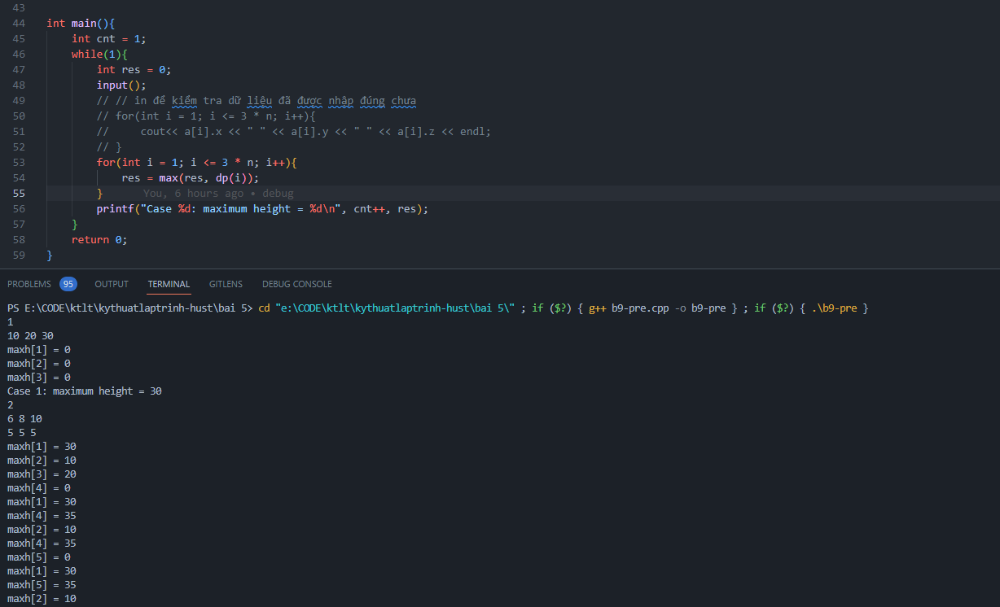 43
44 int main(){
45 int cnt = 1;
46 while(1){
47 int res = 0;
48 input();
49 // // in để kiểm tra dữ liệu đã được nhập đúng chưa
50 // for(int i = 1; i <= 3 * n; i++){
51 // cout<< a[i].x << " " << a[i].y << " " << a[i].z << endl;
52 // }
53 for(int i = 1; i <= 3 * n; i++){
54 res = max(res, dp(i));
55 } You, 6 hours ago • debug
56 printf("Case %d: maximum height = %d\n", cnt++, res);
57 }
58 return 0;
59 }
PROBLEMS 95 OUTPUT TERMINAL GITLENS DEBUG CONSOLE
PS E:\CODE\ktlt\kythuatlaptrinh-hust\bai 5> cd "e:\CODE\ktlt\kythuatlaptrinh-hust\bai 5\" ; if ($?) { g++ b9-pre.cpp -o b9-pre } ; if ($?) { .\b9-pre }
1
10 20 30
maxh[1] = 0
maxh[2] = 0
maxh[3] = 0
Case 1: maximum height = 30
2
6 8 10
5 5 5
maxh[1] = 30
maxh[2] = 10
maxh[3] = 20
maxh[4] = 0
maxh[1] = 30
maxh[4] = 35
maxh[2] = 10
maxh[4] = 35
maxh[5] = 0
maxh[1] = 30
maxh[5] = 35
maxh[2] = 10